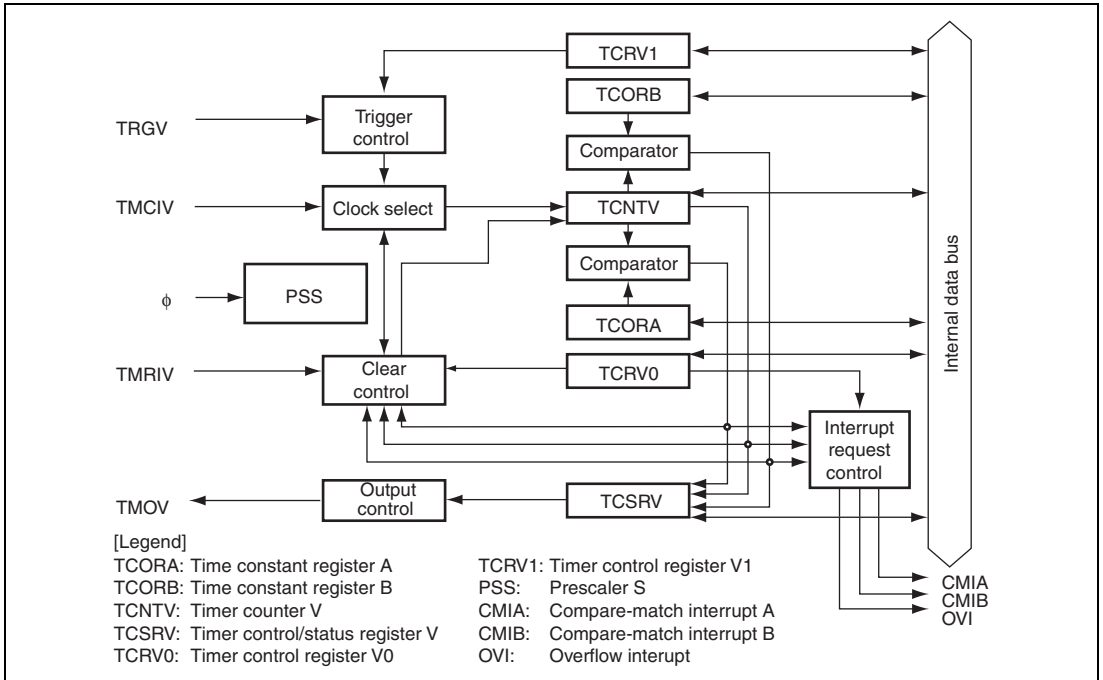 TCRV1
TCORB
TRGV
Trigger
control
Comparator
TMCIV
Clock select
TCNTV
Comparator
φ
PSS
TCORA
Internal data bus
TMRIV
Clear
control
TCRV0
Interrupt
request
control
TMOV
Output
control
TCSRV
[Legend]
TCORA: Time constant register A
TCORB: Time constant register B
TCNTV: Timer counter V
TCSRV: Timer control/status register V
TCRV0: Timer control register V0
TCRV1: Timer control register V1
PSS: Prescaler S
CMIA: Compare-match interrupt A
CMIB: Compare-match interrupt B
OVI: Overflow interupt
CMIA
CMIB
OVI